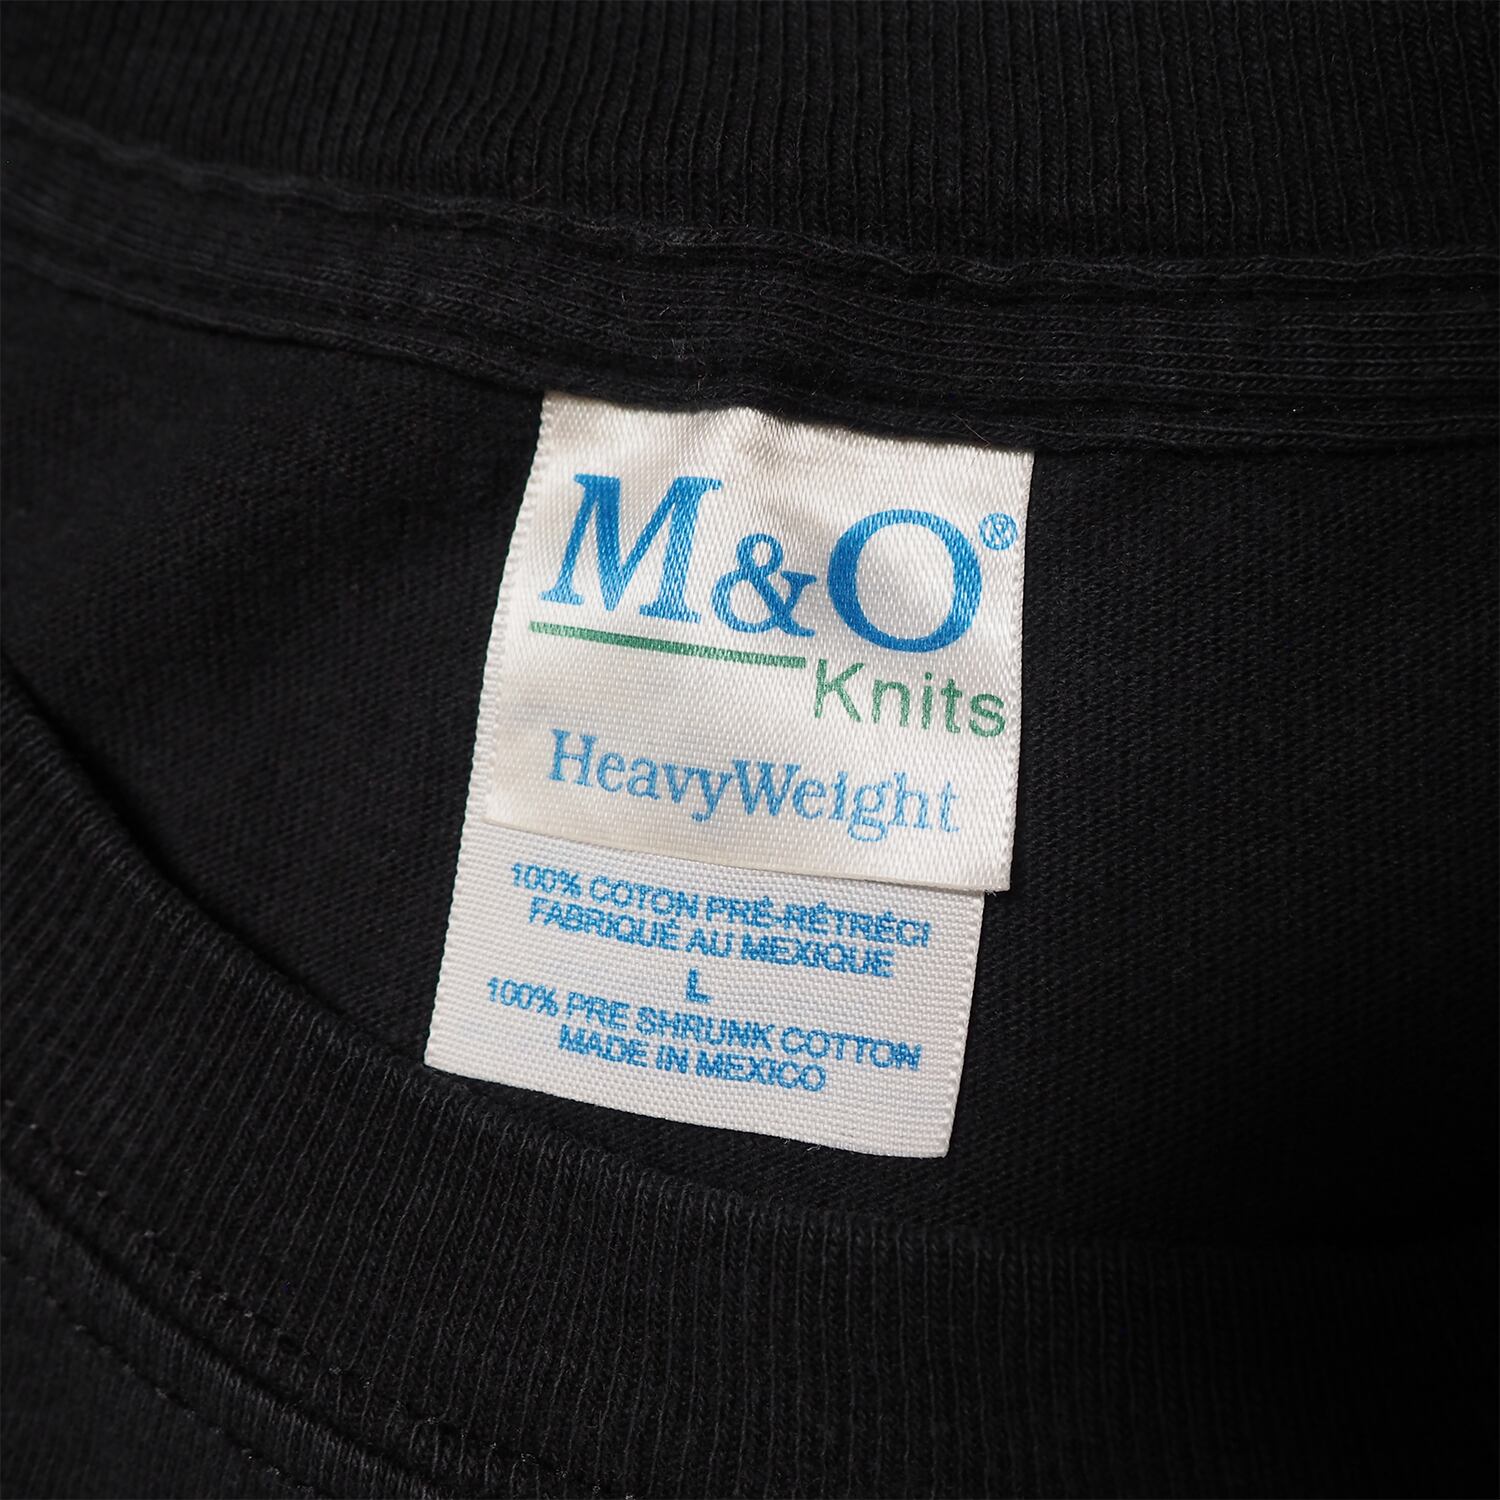 M&O®
Knits
HeavyWeight
100% COTON PRÉ-RÉTRÉCI
FABRIQUÉ AU MEXIQUE
L
100% PRE SHRUNK COTTON
MADE IN MEXICO